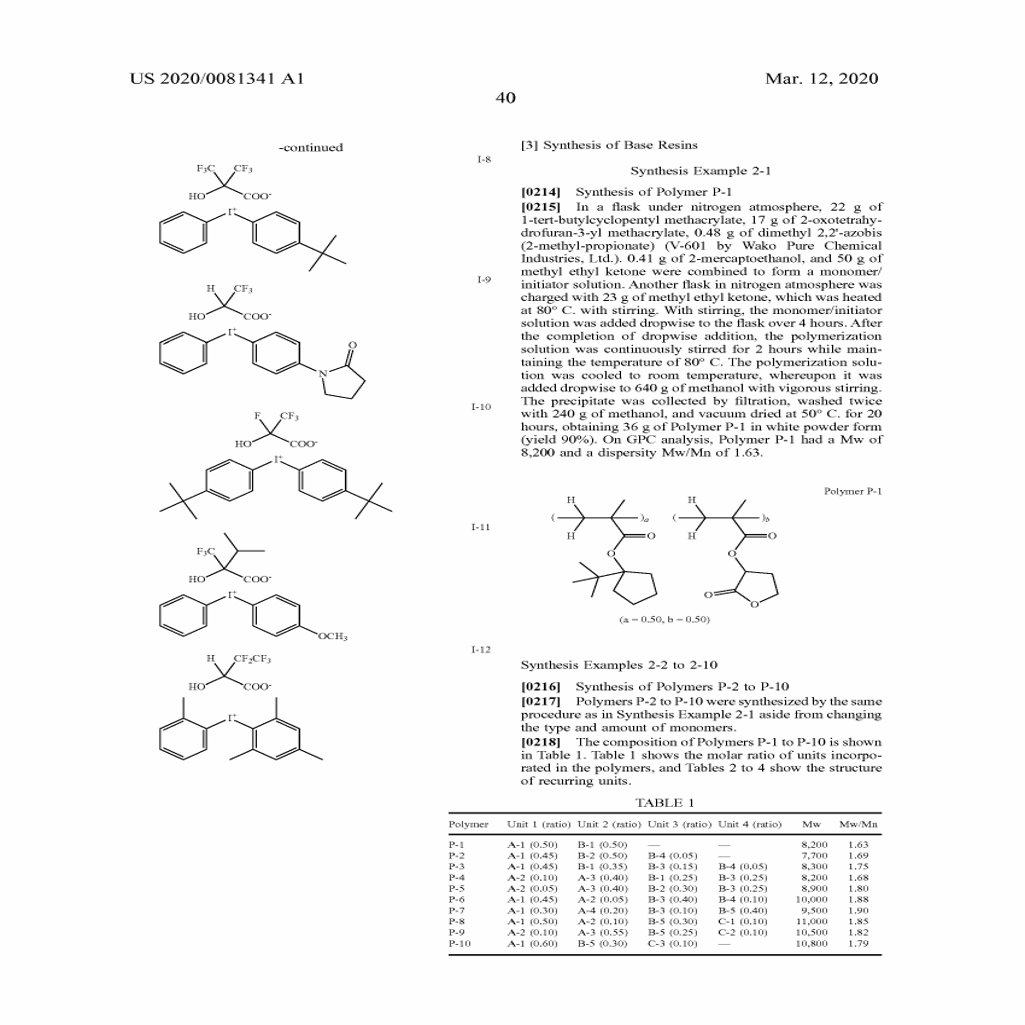 US 2020/0081341 A1
Mar. 12, 2020
40
-continued
I-8
F3C CF3
HO COO-
I+
I-9
H CF3
HO COO-
I+
O
N
I-10
F CF3
HO COO-
I+
I-11
F3C
HO COO-
I+
OCH3
I-12
H CF2CF3
HO COO-
I+
[3] Synthesis of Base Resins
Synthesis Example 2-1
[0214] Synthesis of Polymer P-1
[0215] In a flask under nitrogen atmosphere, 22 g of
1-tert-butylcyclopentyl methacrylate, 17 g of 2-oxotetrahy-
drofuran-3-yl methacrylate, 0.48 g of dimethyl 2,2'-azobis
(2-methyl-propionate) (V-601 by Wako Pure Chemical
Industries, Ltd.). 0.41 g of 2-mercaptoethanol, and 50 g of
methyl ethyl ketone were combined to form a monomer/
initiator solution. Another flask in nitrogen atmosphere was
charged with 23 g of methyl ethyl ketone, which was heated
at 80° C. with stirring. With stirring, the monomer/initiator
solution was added dropwise to the flask over 4 hours. After
the completion of dropwise addition, the polymerization
solution was continuously stirred for 2 hours while main-
taining the temperature of 80° C. The polymerization solu-
tion was cooled to room temperature, whereupon it was
added dropwise to 640 g of methanol with vigorous stirring.
The precipitate was collected by filtration, washed twice
with 240 g of methanol, and vacuum dried at 50° C. for 20
hours, obtaining 36 g of Polymer P-1 in white powder form
(yield 90%). On GPC analysis, Polymer P-1 had a Mw of
8,200 and a dispersity Mw/Mn of 1.63.
Polymer P-1
H H
( )a ( )b
H O H O
O O
O O
(a = 0.50, b = 0.50)
Synthesis Examples 2-2 to 2-10
[0216] Synthesis of Polymers P-2 to P-10
[0217] Polymers P-2 to P-10 were synthesized by the same
procedure as in Synthesis Example 2-1 aside from changing
the type and amount of monomers.
[0218] The composition of Polymers P-1 to P-10 is shown
in Table 1. Table 1 shows the molar ratio of units incorpo-
rated in the polymers, and Tables 2 to 4 show the structure
of recurring units.
TABLE 1
Polymer Unit 1 (ratio) Unit 2 (ratio) Unit 3 (ratio) Unit 4 (ratio) Mw Mw/Mn
P-1 A-1 (0.50) B-1 (0.50) — — 8,200 1.63
P-2 A-1 (0.45) B-2 (0.50) B-4 (0.05) — 7,700 1.69
P-3 A-1 (0.45) B-1 (0.35) B-3 (0.15) B-4 (0.05) 8,300 1.75
P-4 A-2 (0.10) A-3 (0.40) B-1 (0.25) B-3 (0.25) 8,200 1.68
P-5 A-2 (0.05) A-3 (0.40) B-2 (0.30) B-3 (0.25) 8,900 1.80
P-6 A-1 (0.45) A-2 (0.05) B-3 (0.40) B-4 (0.10) 10,000 1.88
P-7 A-1 (0.30) A-4 (0.20) B-3 (0.10) B-5 (0.40) 9,500 1.90
P-8 A-1 (0.50) A-2 (0.10) B-5 (0.30) C-1 (0.10) 11,000 1.85
P-9 A-2 (0.10) A-3 (0.55) B-5 (0.25) C-2 (0.10) 10,500 1.82
P-10 A-1 (0.60) B-5 (0.30) C-3 (0.10) — 10,800 1.79